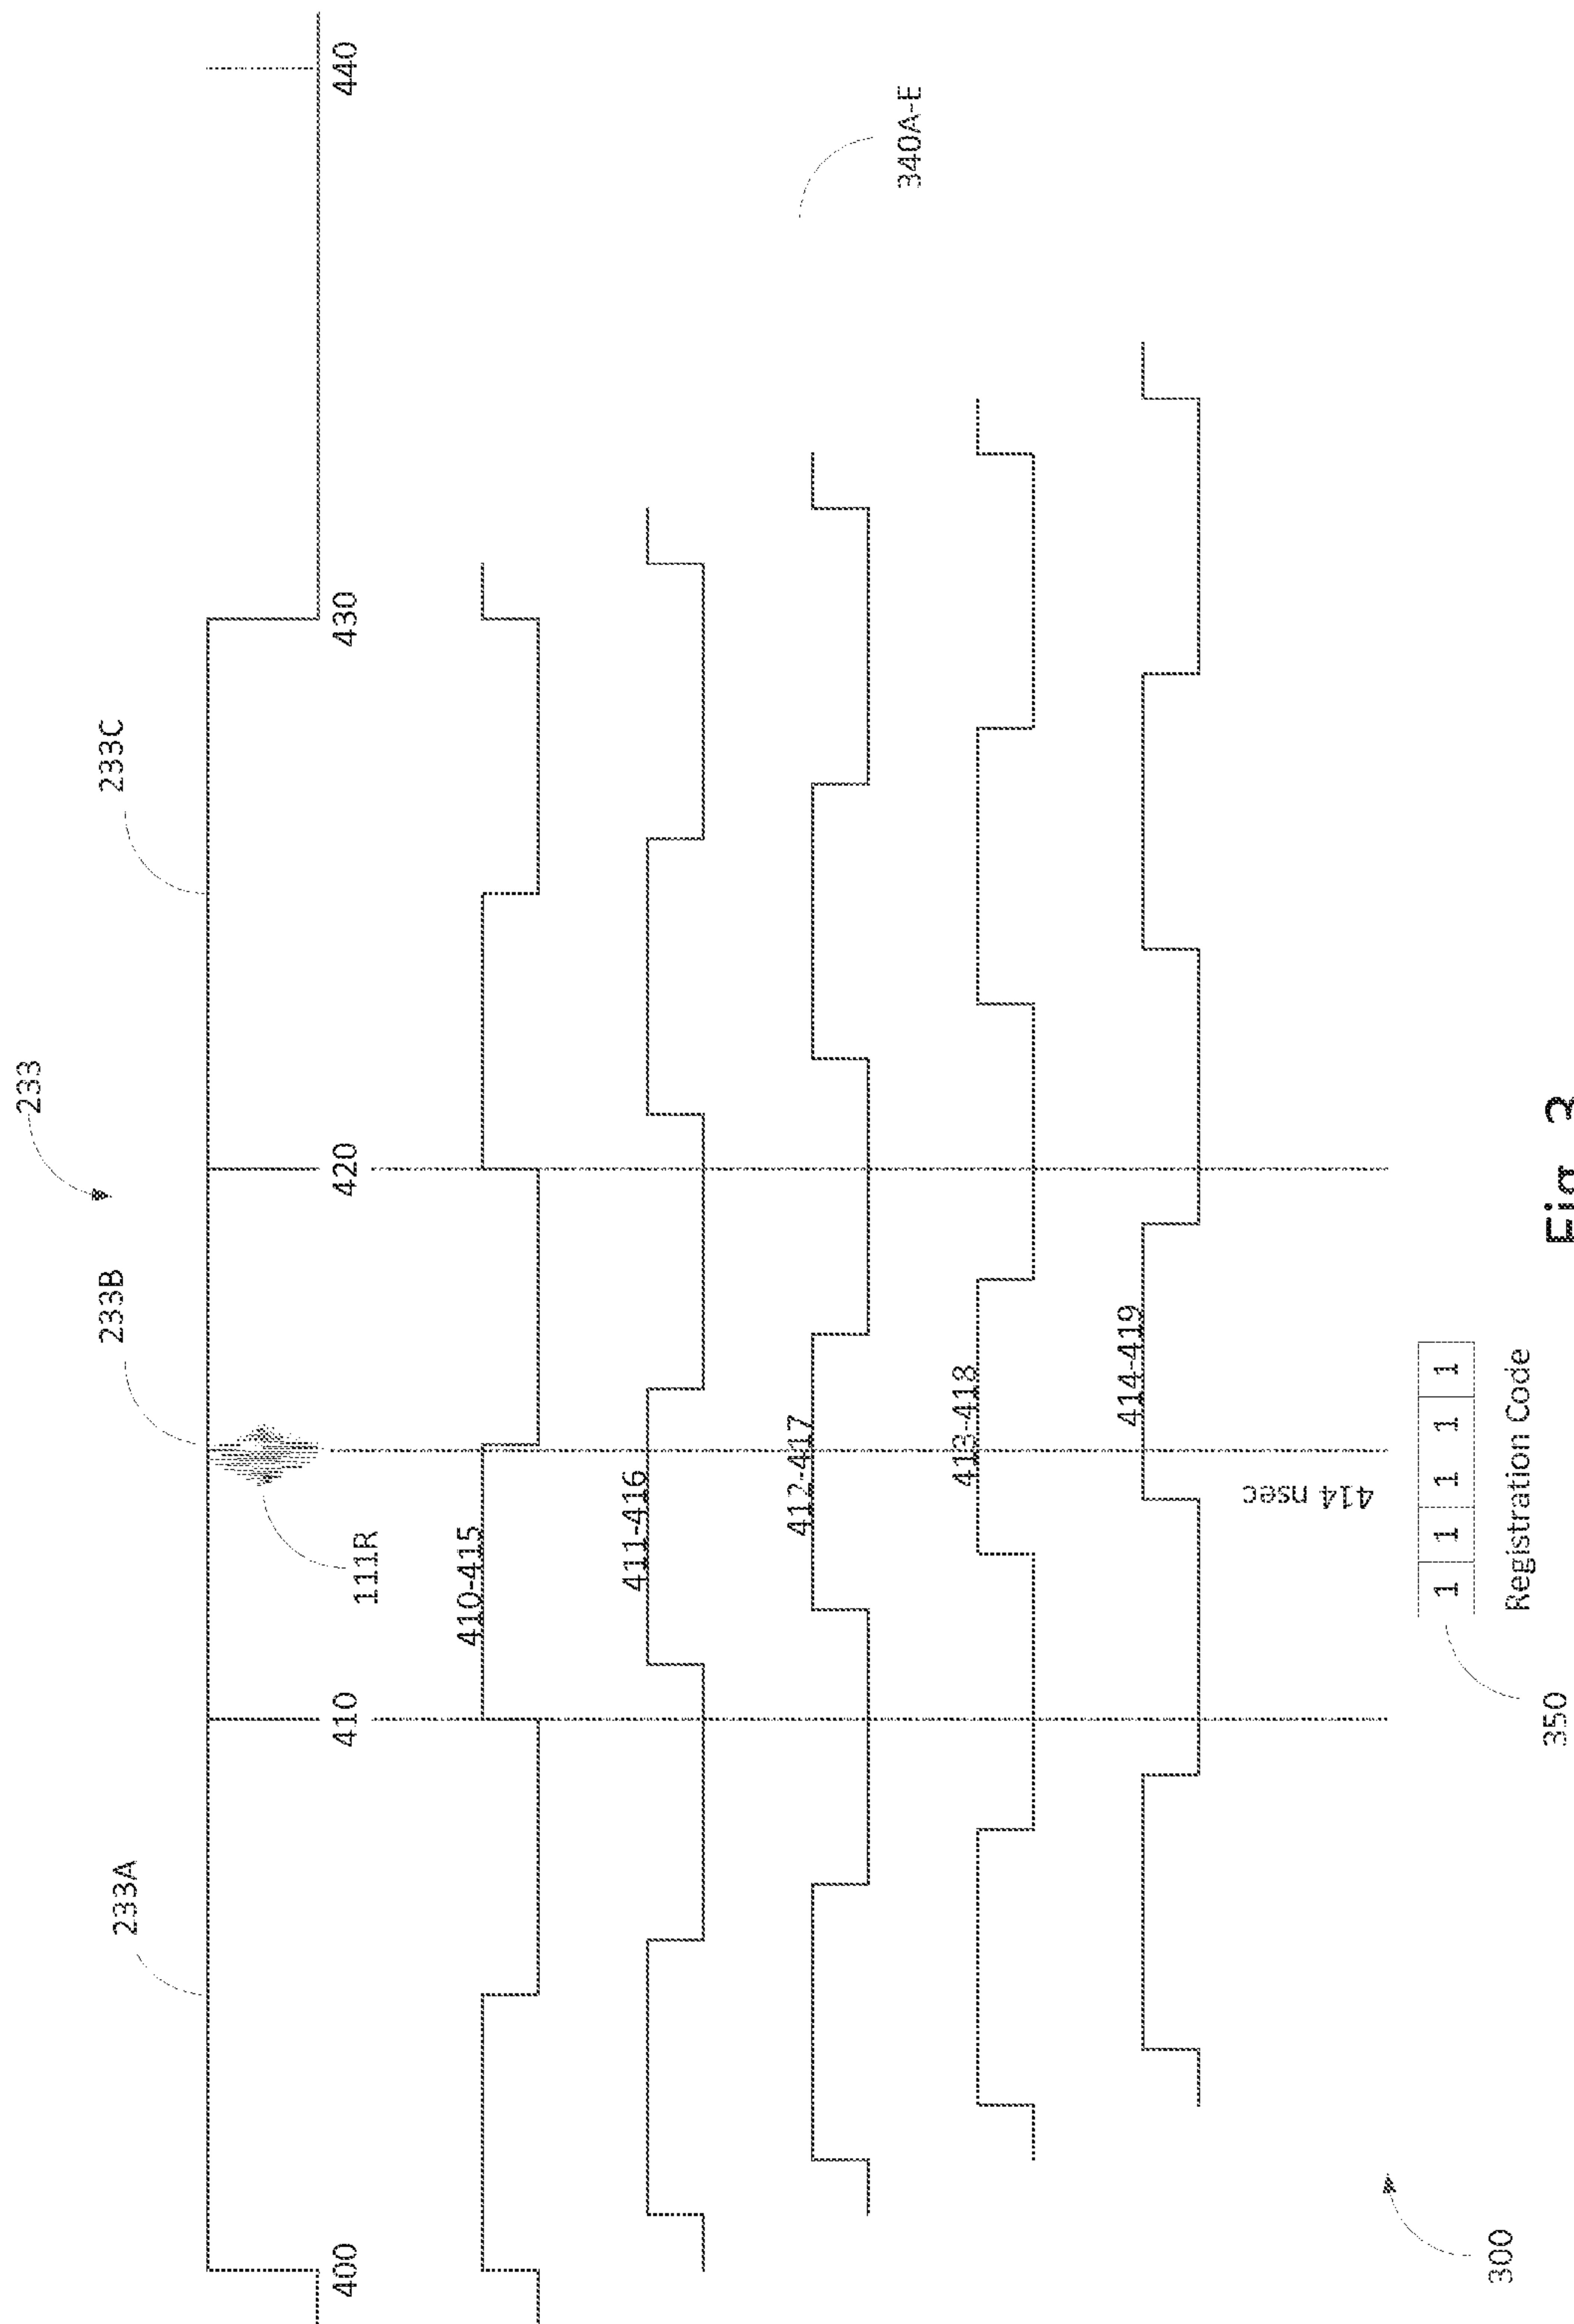 233
233A
233B
233C
111R
400
410
420
430
440
410-415
411-416
412-417
413-418
414-419
340A-E
414 nsec
1 1 1 1 1
Registration Code
350
300
Fig. 3